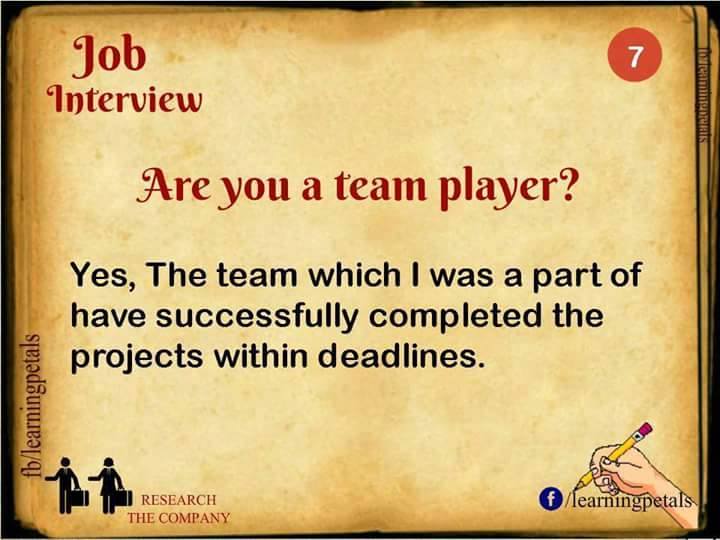 Job
Interview
7
Are you a team player?
Yes, The team which I was a part of
have successfully completed the
projects within deadlines.
fb/learningpetals
fb/learningpetals
RESEARCH
THE COMPANY
f /learningpetals